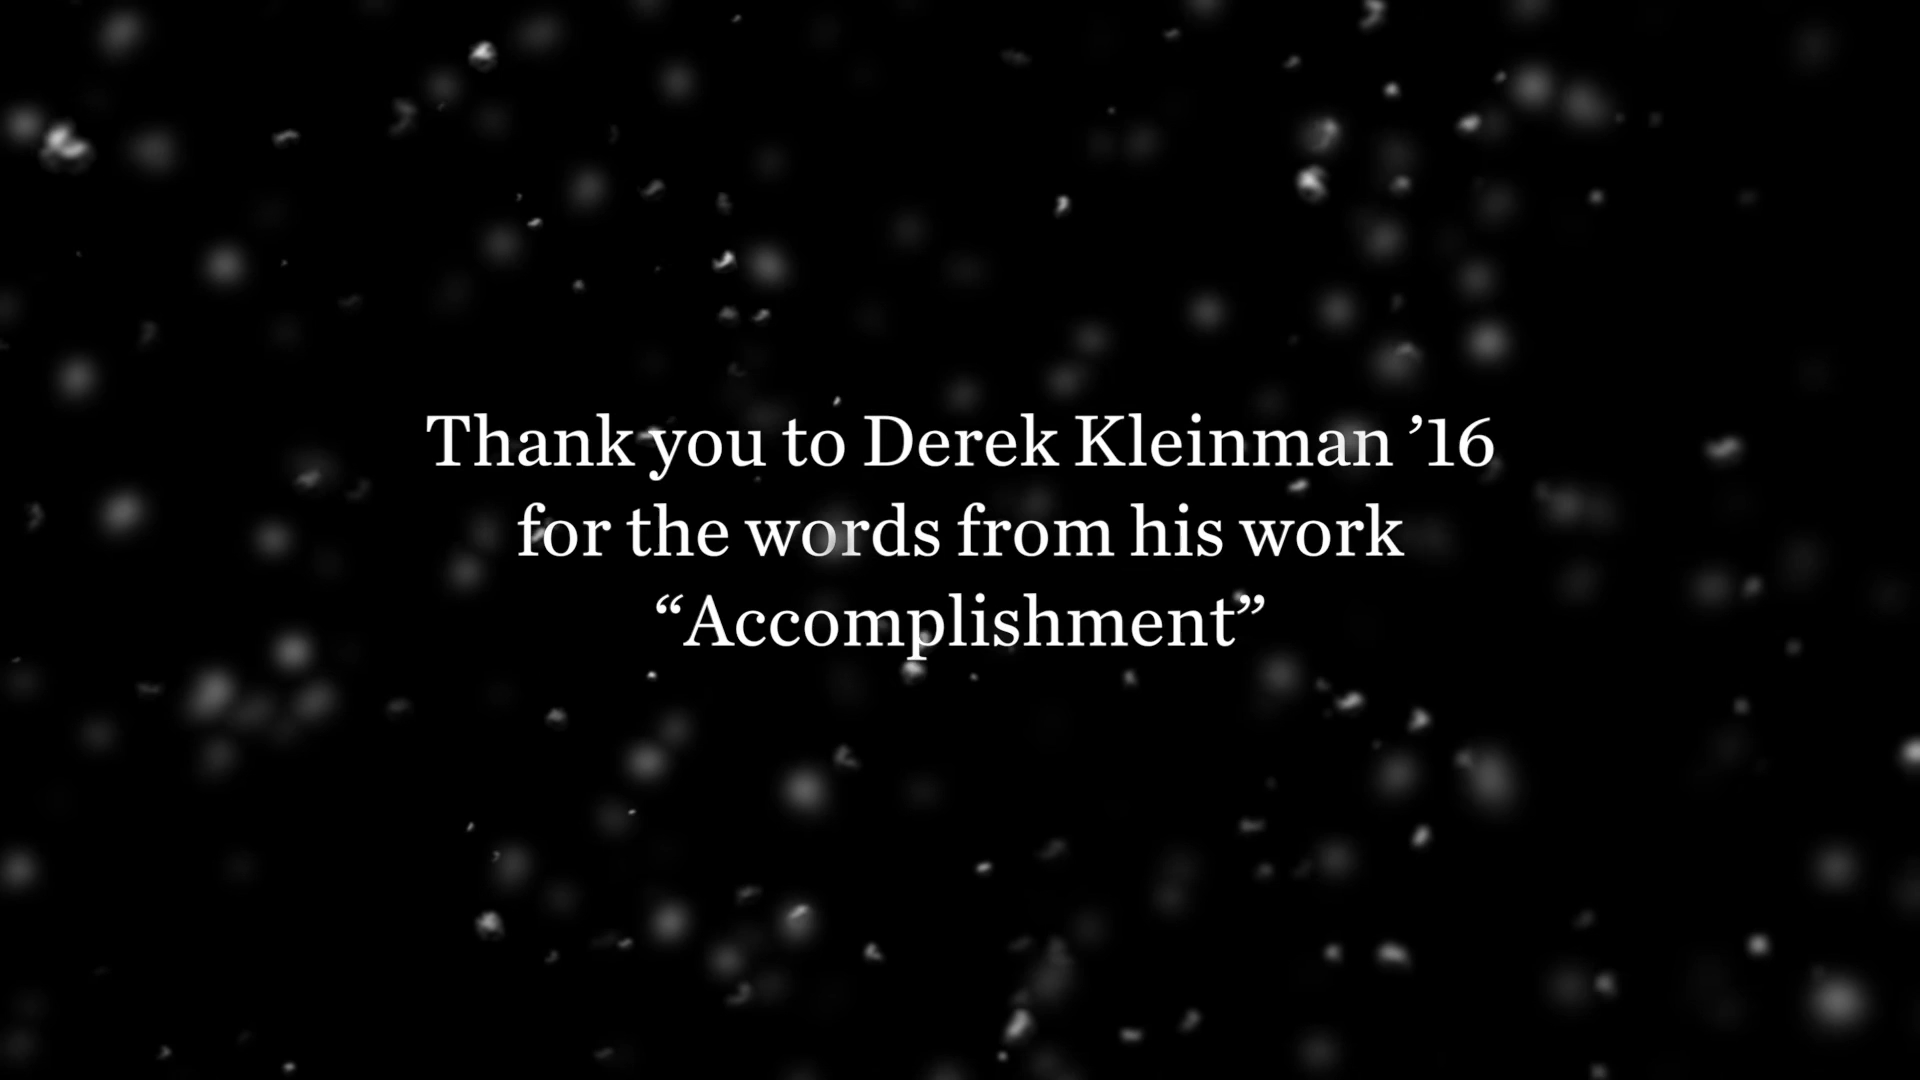 Thank you to Derek Kleinman ’16
for the words from his work
“Accomplishment”